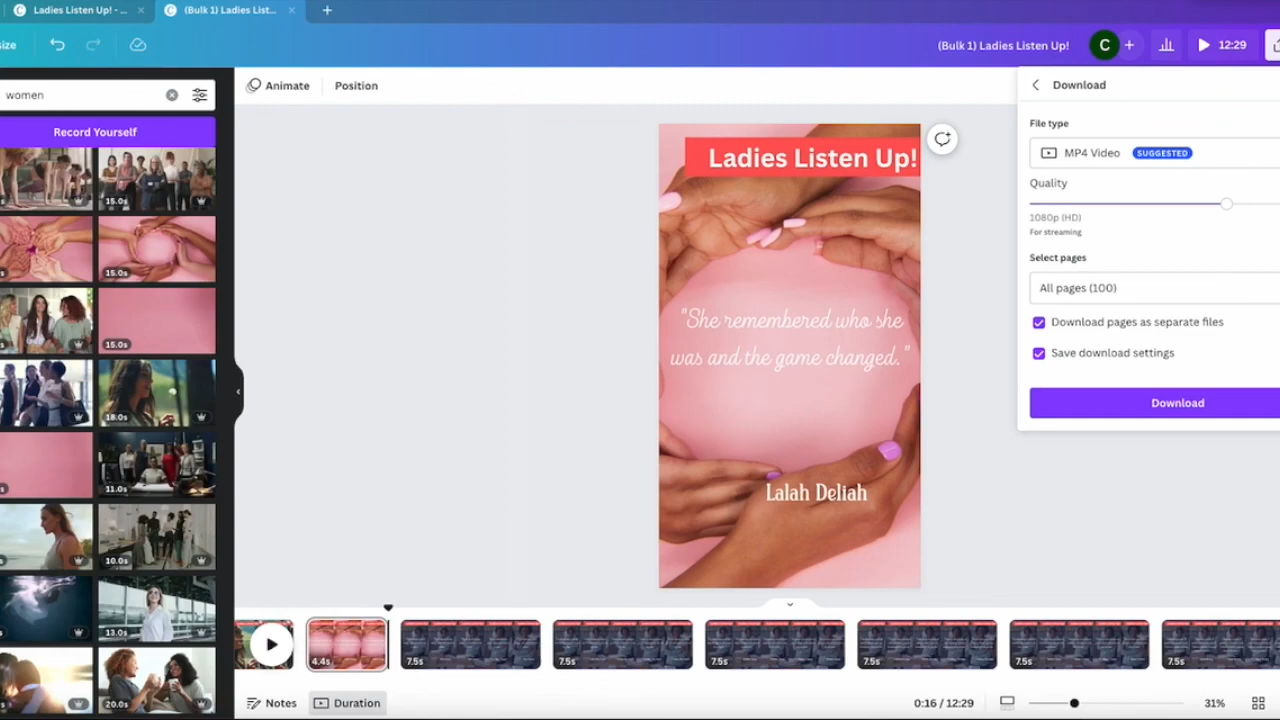 Ladies Listen Up! - ...
(Bulk 1) Ladies List...
size
(Bulk 1) Ladies Listen Up!
C
12:29
women
Animate
Position
Download
Record Yourself
File type
MP4 Video
SUGGESTED
Quality
1080p (HD)
For streaming
Select pages
All pages (100)
Download pages as separate files
Save download settings
Download
15.0s
15.0s
15.0s
18.0s
11.0s
10.0s
13.0s
20.0s
Ladies Listen Up!
"She remembered who she
was and the game changed."
Lalah Deliah
4.4s
7.5s
7.5s
7.5s
7.5s
7.5s
7.5s
Notes
Duration
0:16 / 12:29
31%